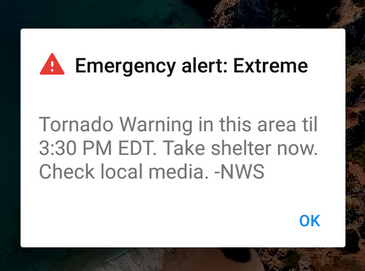 Emergency alert: Extreme
Tornado Warning in this area til
3:30 PM EDT. Take shelter now.
Check local media. -NWS
OK